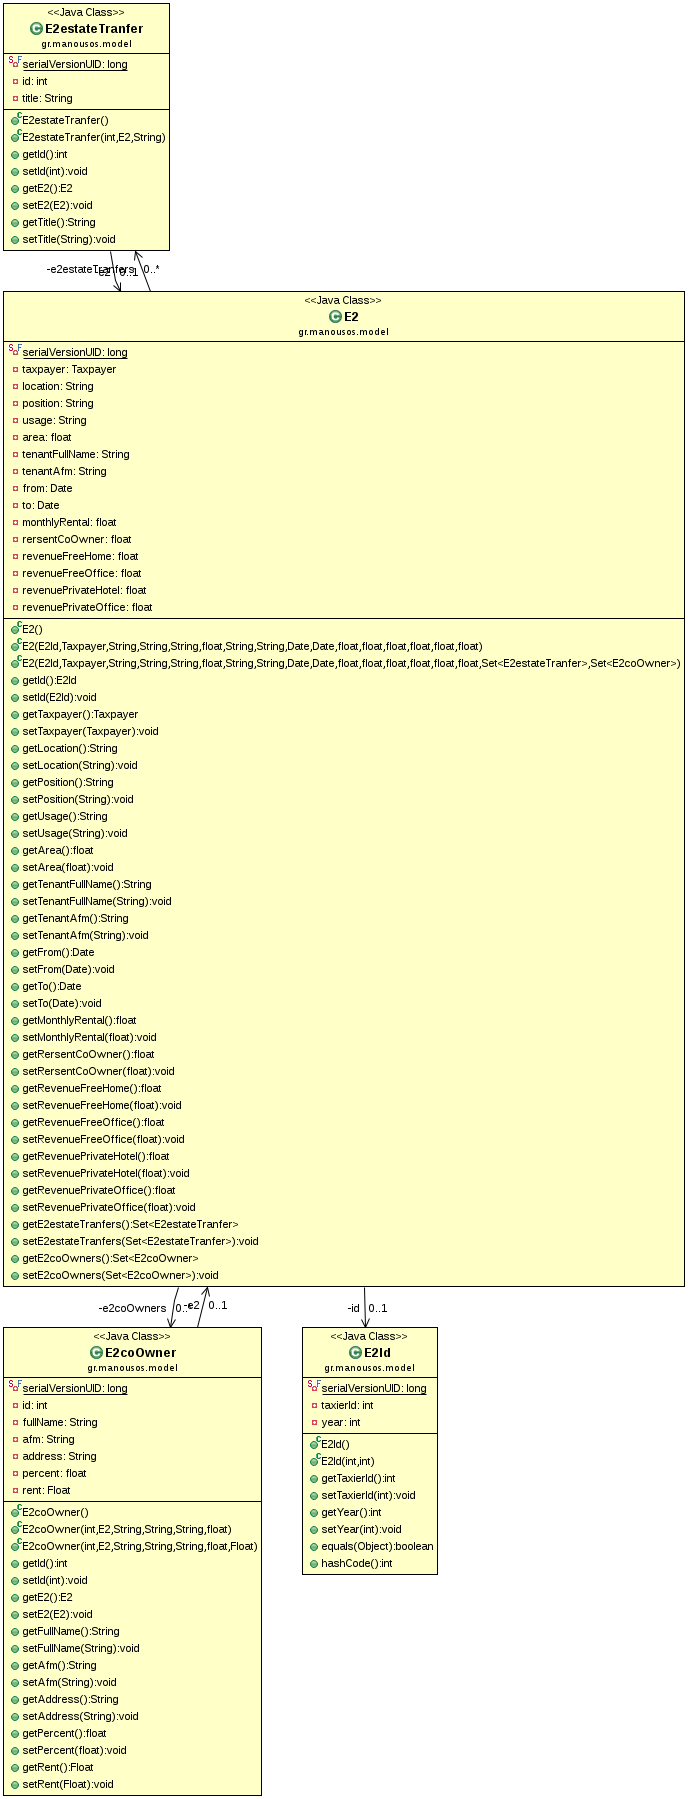 <<Java Class>>
E2estateTranfer
gr.manousos.model
serialVersionUID: long
id: int
title: String
E2estateTranfer()
E2estateTranfer(int,E2,String)
getId():int
setId(int):void
getE2():E2
setE2(E2):void
getTitle():String
setTitle(String):void
-e2estateTranfers 0..*
-e2 0..1
<<Java Class>>
E2
gr.manousos.model
serialVersionUID: long
taxpayer: Taxpayer
location: String
position: String
usage: String
area: float
tenantFullName: String
tenantAfm: String
from: Date
to: Date
monthlyRental: float
rersentCoOwner: float
revenueFreeHome: float
revenueFreeOffice: float
revenuePrivateHotel: float
revenuePrivateOffice: float
E2()
E2(E2Id,Taxpayer,String,String,String,float,String,String,Date,Date,float,float,float,float,float,float)
E2(E2Id,Taxpayer,String,String,String,float,String,String,Date,Date,float,float,float,float,float,float,Set<E2estateTranfer>,Set<E2coOwner>)
getId():E2Id
setId(E2Id):void
getTaxpayer():Taxpayer
setTaxpayer(Taxpayer):void
getLocation():String
setLocation(String):void
getPosition():String
setPosition(String):void
getUsage():String
setUsage(String):void
getArea():float
setArea(float):void
getTenantFullName():String
setTenantFullName(String):void
getTenantAfm():String
setTenantAfm(String):void
getFrom():Date
setFrom(Date):void
getTo():Date
setTo(Date):void
getMonthlyRental():float
setMonthlyRental(float):void
getRersentCoOwner():float
setRersentCoOwner(float):void
getRevenueFreeHome():float
setRevenueFreeHome(float):void
getRevenueFreeOffice():float
setRevenueFreeOffice(float):void
getRevenuePrivateHotel():float
setRevenuePrivateHotel(float):void
getRevenuePrivateOffice():float
setRevenuePrivateOffice(float):void
getE2estateTranfers():Set<E2estateTranfer>
setE2estateTranfers(Set<E2estateTranfer>):void
getE2coOwners():Set<E2coOwner>
setE2coOwners(Set<E2coOwner>):void
-e2coOwners 0..*
-e2 0..1
-id 0..1
<<Java Class>>
E2coOwner
gr.manousos.model
serialVersionUID: long
id: int
fullName: String
afm: String
address: String
percent: float
rent: Float
E2coOwner()
E2coOwner(int,E2,String,String,String,float)
E2coOwner(int,E2,String,String,String,float,Float)
getId():int
setId(int):void
getE2():E2
setE2(E2):void
getFullName():String
setFullName(String):void
getAfm():String
setAfm(String):void
getAddress():String
setAddress(String):void
getPercent():float
setPercent(float):void
getRent():Float
setRent(Float):void
<<Java Class>>
E2Id
gr.manousos.model
serialVersionUID: long
taxierId: int
year: int
E2Id()
E2Id(int,int)
getTaxierId():int
setTaxierId(int):void
getYear():int
setYear(int):void
equals(Object):boolean
hashCode():int